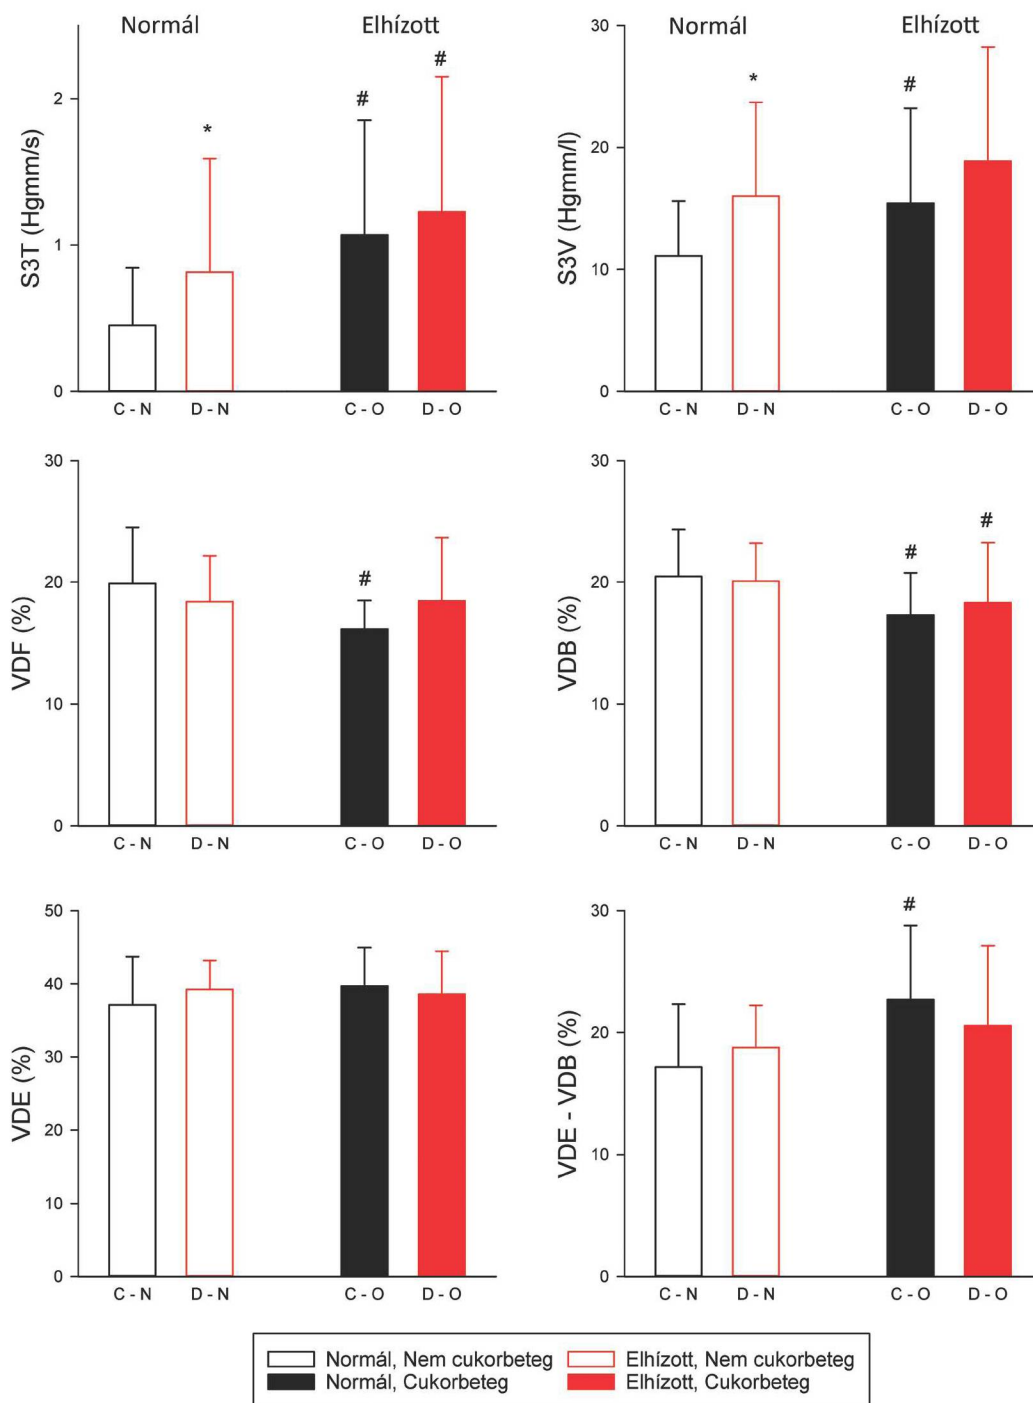 Normál Elhízott
S3T (Hgmm/s)
2
1
0
*
#
#
C - N D - N C - O D - O
Normál Elhízott
S3V (Hgmm/l)
30
20
10
0
*
#
C - N D - N C - O D - O
VDF (%)
30
20
10
0
#
C - N D - N C - O D - O
VDB (%)
30
20
10
0
#
#
C - N D - N C - O D - O
VDE (%)
50
40
30
20
10
0
C - N D - N C - O D - O
VDE - VDB (%)
30
20
10
0
#
C - N D - N C - O D - O
Normál, Nem cukorbeteg Elhízott, Nem cukorbeteg
Normál, Cukorbeteg Elhízott, Cukorbeteg